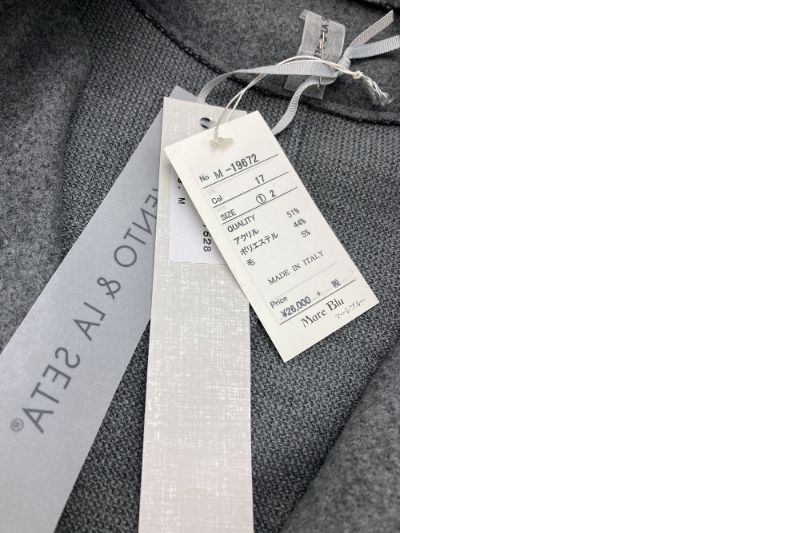 No M-19672
Col 17
SIZE ① 2
QUALITY
アクリル 51%
ポリエステル 44%
毛 5%
MADE IN ITALY
Price
¥26,000 + 税
Mare Blu
マーレブルー
ENTO & LA SETA®
M
628